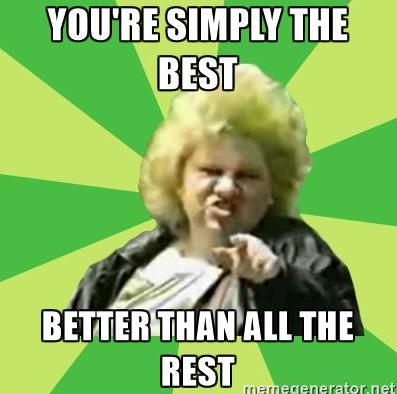 YOU'RE SIMPLY THE
BEST
BETTER THAN ALL THE
REST
memegenerator.net